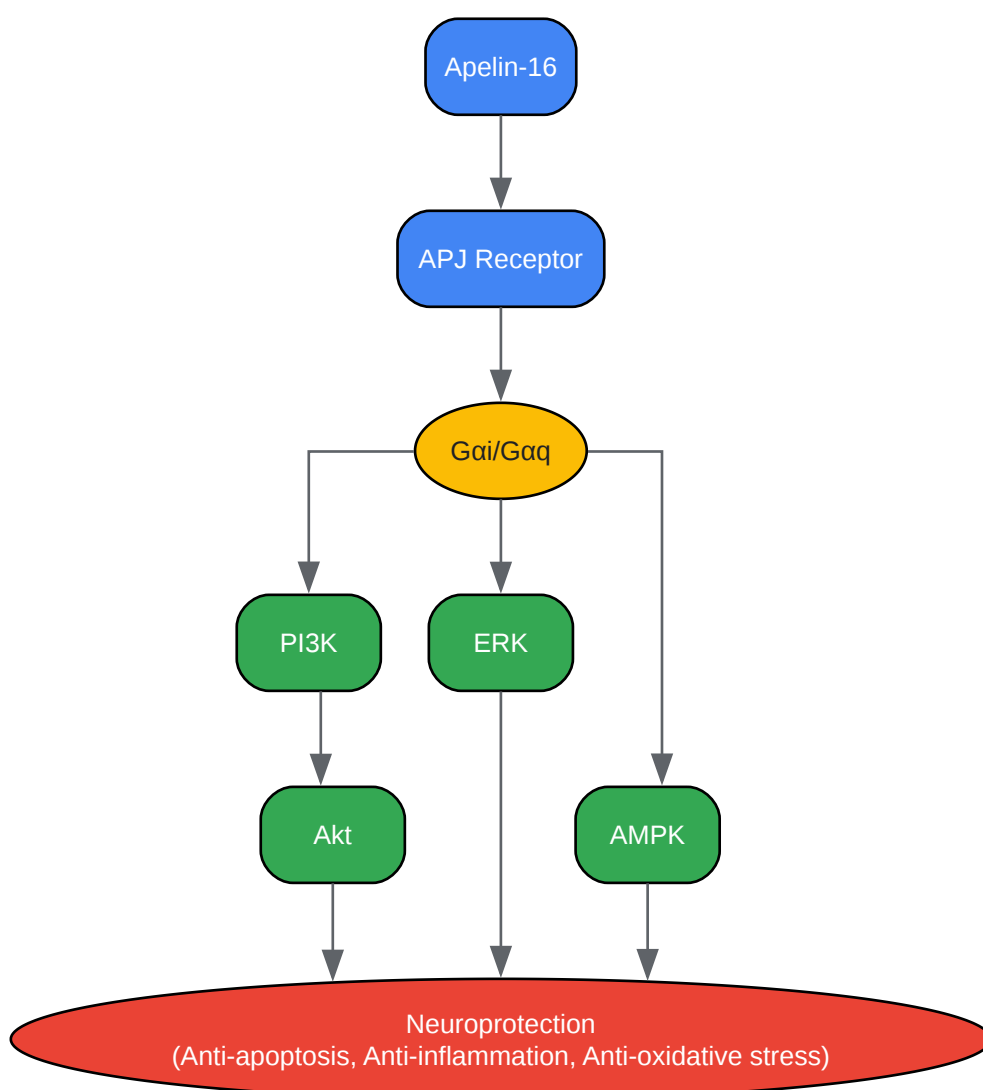 Apelin-16
APJ Receptor
Gαi/Gαq
PI3K
ERK
Akt
AMPK
Neuroprotection
(Anti-apoptosis, Anti-inflammation, Anti-oxidative stress)